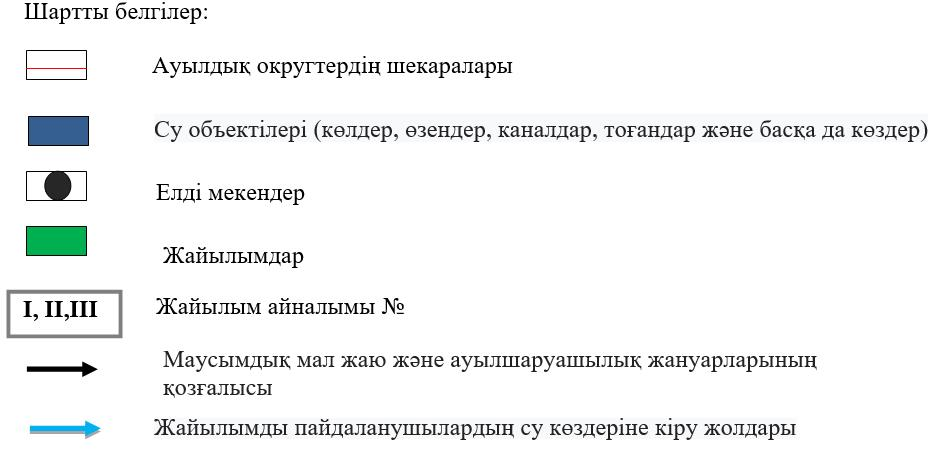 Шартты белгілер:
Ауылдық округтердің шекаралары
Су объектілері (көлдер, өзендер, каналдар, тоғандар және басқа да көздер)
Елді мекендер
Жайылымдар
I, II,III Жайылым айналымы №
Маусымдық мал жаю және ауылшаруашылық жануарларының
қозғалысы
Жайылымды пайдаланушылардың су көздеріне кіру жолдары